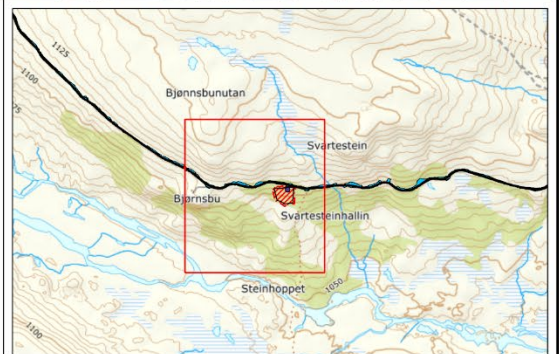 1125
1100
Bjønnsbunutan
Svartestein
Bjørnsbu
Svartesteinhallin
Steinhoppet
1050
1100